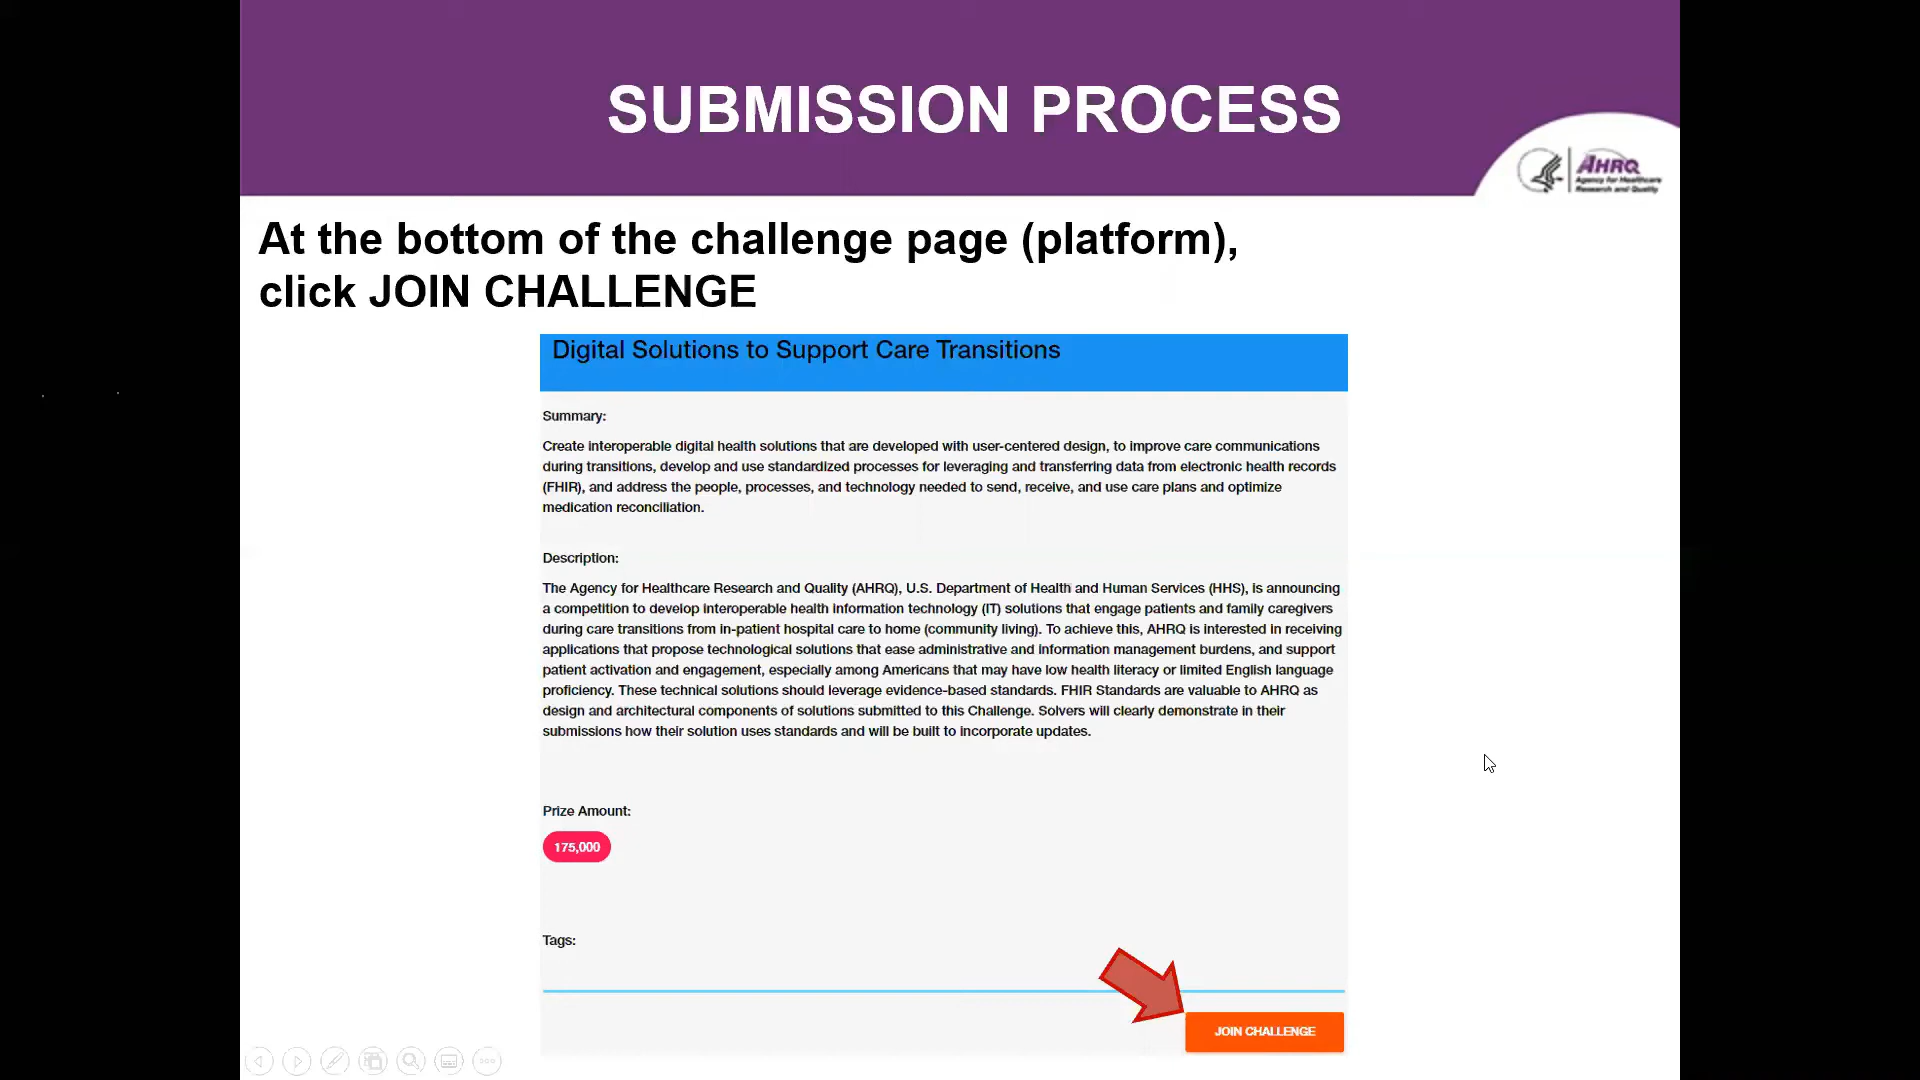 SUBMISSION PROCESS
AHRQ
Agency for Healthcare
Research and Quality
At the bottom of the challenge page (platform),
click JOIN CHALLENGE
Digital Solutions to Support Care Transitions
Summary:
Create interoperable digital health solutions that are developed with user-centered design, to improve care communications
during transitions, develop and use standardized processes for leveraging and transferring data from electronic health records
(FHIR), and address the people, processes, and technology needed to send, receive, and use care plans and optimize
medication reconciliation.
Description:
The Agency for Healthcare Research and Quality (AHRQ), U.S. Department of Health and Human Services (HHS), is announcing
a competition to develop interoperable health information technology (IT) solutions that engage patients and family caregivers
during care transitions from in-patient hospital care to home (community living). To achieve this, AHRQ is interested in receiving
applications that propose technological solutions that ease administrative and information management burdens, and support
patient activation and engagement, especially among Americans that may have low health literacy or limited English language
proficiency. These technical solutions should leverage evidence-based standards. FHIR Standards are valuable to AHRQ as
design and architectural components of solutions submitted to this Challenge. Solvers will clearly demonstrate in their
submissions how their solution uses standards and will be built to incorporate updates.
Prize Amount:
175,000
Tags:
JOIN CHALLENGE